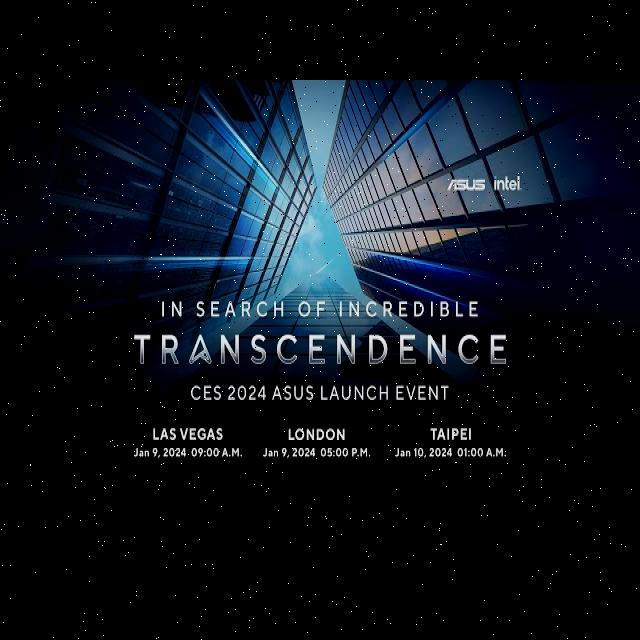 ASUS intel
IN SEARCH OF INCREDIBLE
TRANSCENDENCE
CES 2024 ASUS LAUNCH EVENT
LAS VEGAS LONDON TAIPEI
Jan 9, 2024 09:00 A.M. Jan 9, 2024 05:00 P.M. Jan 10, 2024 01:00 A.M.